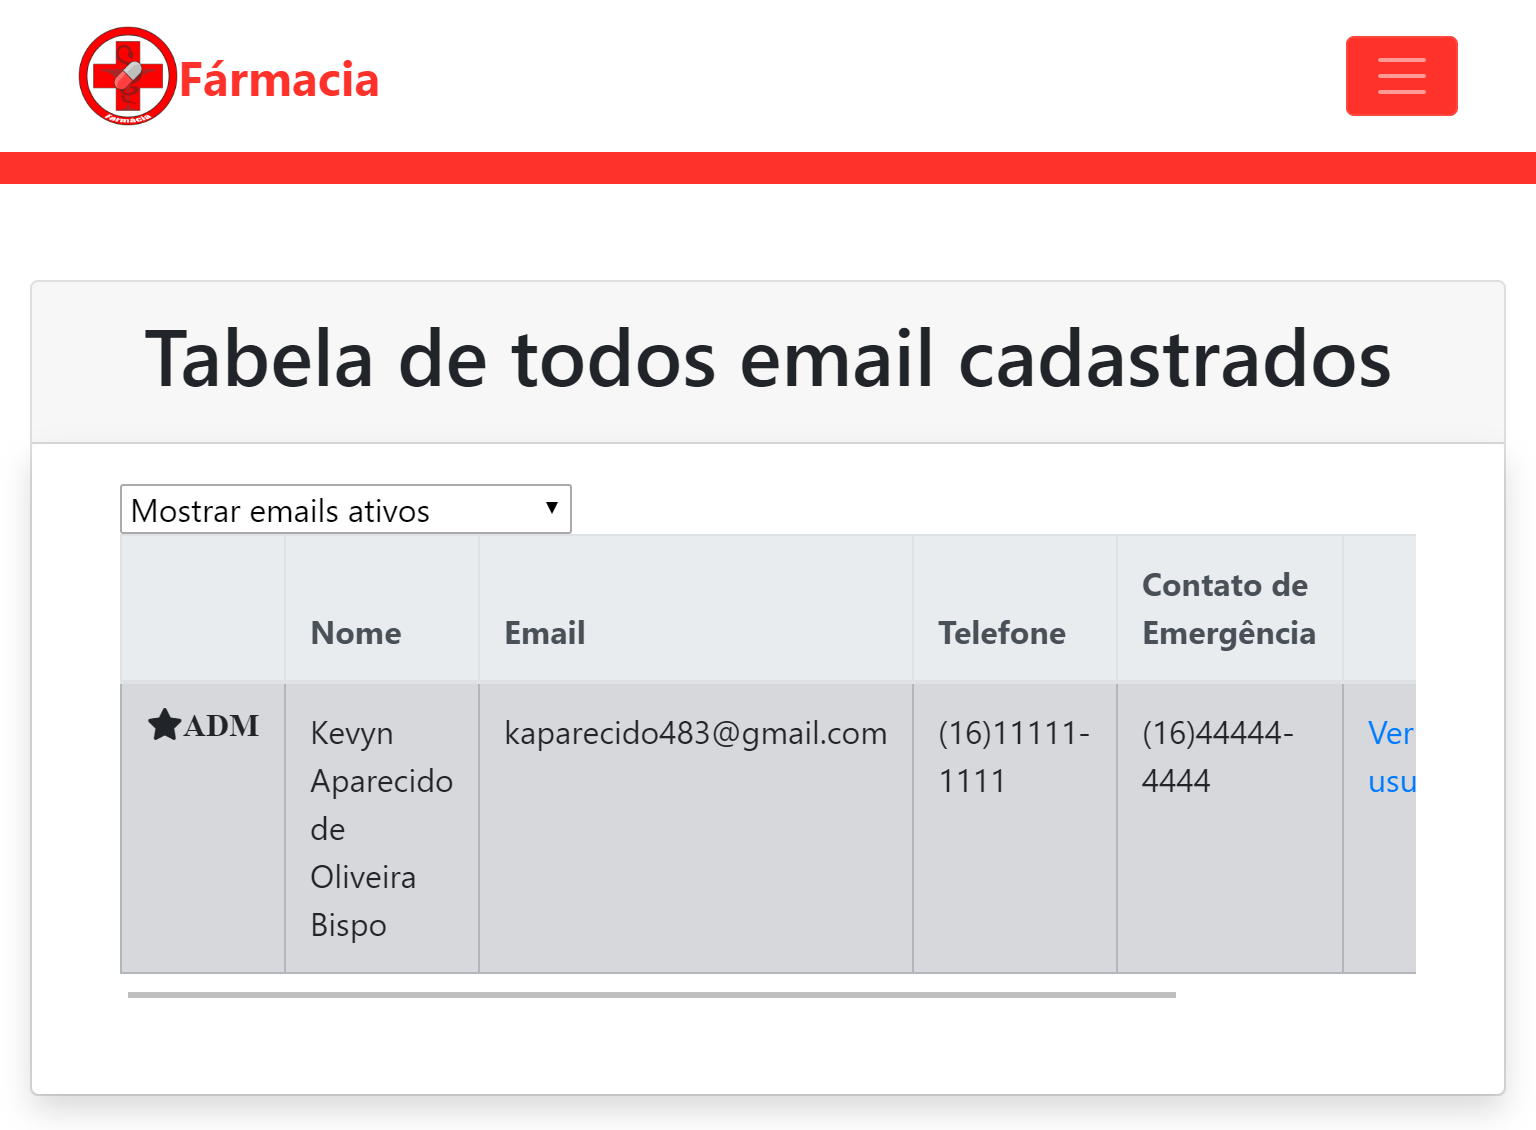 Fármacia
Farmácia
Tabela de todos email cadastrados
Mostrar emails ativos
Nome
Email
Telefone
Contato de
Emergência
ADM
Kevyn
Aparecido
de
Oliveira
Bispo
kaparecido483@gmail.com
(16)11111-
1111
(16)44444-
4444
Ver
usu